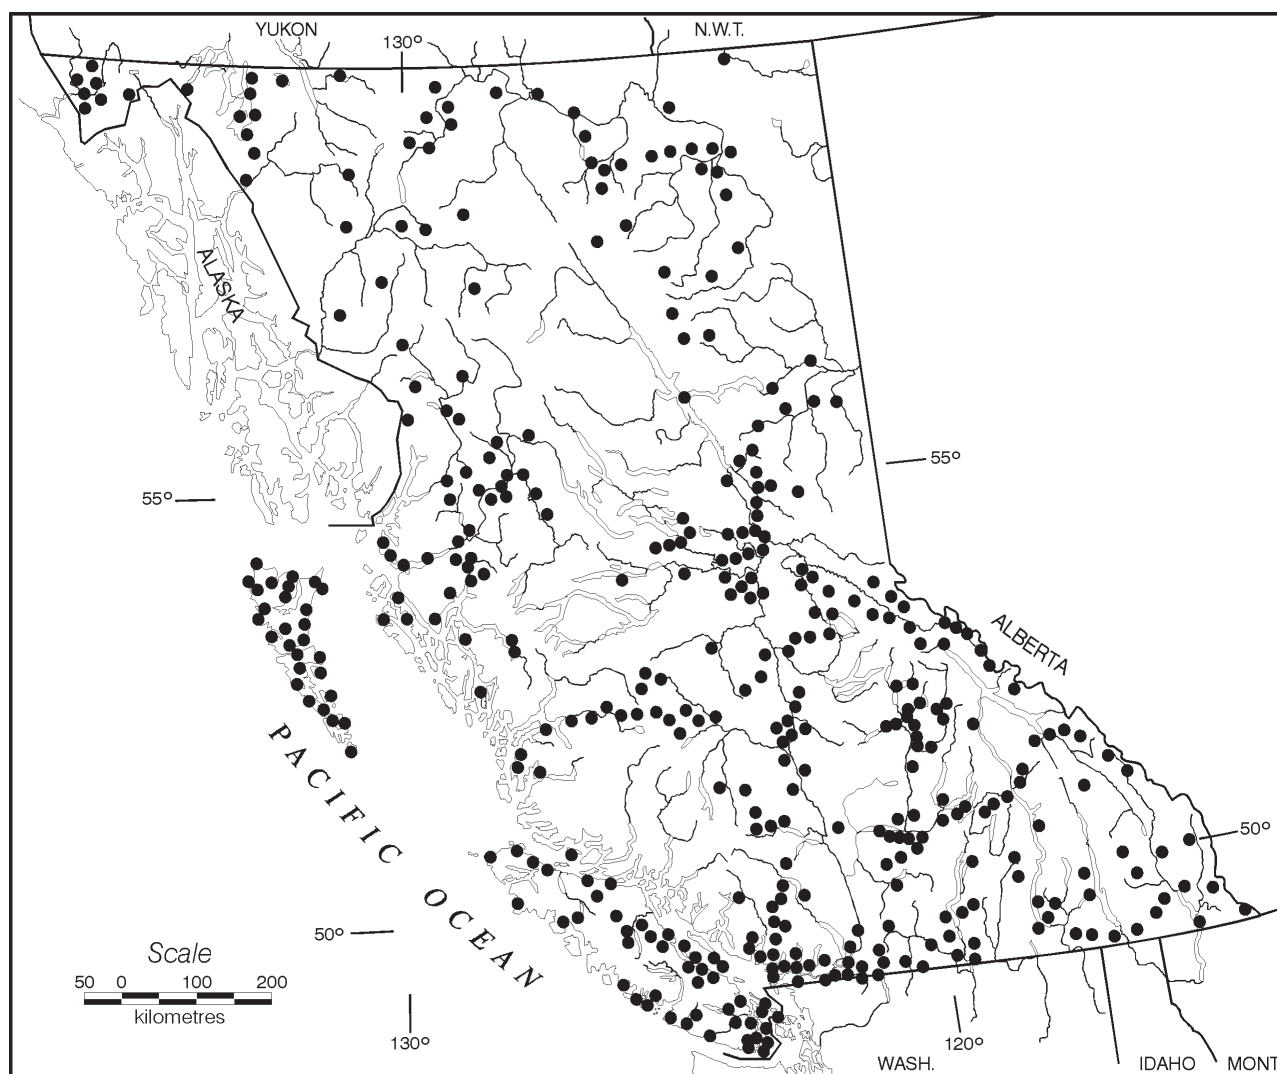 YUKON
N.W.T.
130°
ALASKA
55°
55°
ALBERTA
PACIFIC OCEAN
50°
50°
Scale
50 0 100 200
kilometres
130°
120°
WASH.
IDAHO
MONT